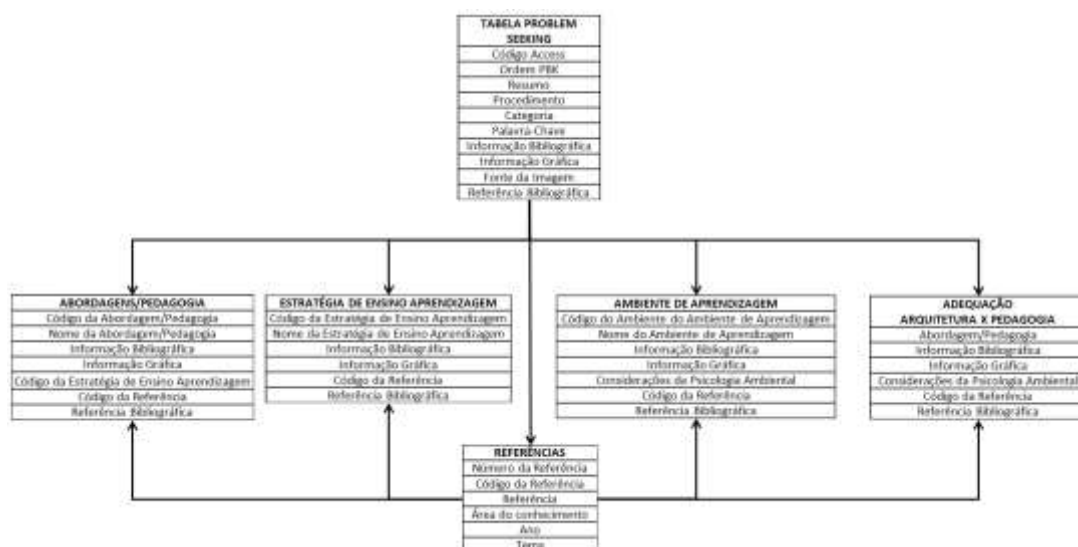 TABELA PROBLEM
SEEKING
Código Access
Ordem PBK
Resumo
Procedimento
Categoria
Palavra-Chave
Informação Bibliográfica
Informação Gráfica
Fonte da Imagem
Referência Bibliográfica
ABORDAGENS/PEDAGOGIA
Código da Abordagem/Pedagogia
Nome da Abordagem/Pedagogia
Informação Bibliográfica
Informação Gráfica
Código da Estratégia de Ensino Aprendizagem
Código da Referência
Referência Bibliográfica
ESTRATÉGIA DE ENSINO APRENDIZAGEM
Código da Estratégia de Ensino Aprendizagem
Nome da Estratégia de Ensino Aprendizagem
Informação Bibliográfica
Informação Gráfica
Código da Referência
Referência Bibliográfica
AMBIENTE DE APRENDIZAGEM
Código do Ambiente do Ambiente de Aprendizagem
Nome do Ambiente de Aprendizagem
Informação Bibliográfica
Informação Gráfica
Considerações da Psicologia Ambiental
Código da Referência
Referência Bibliográfica
ADEQUAÇÃO
ARQUITETURA X PEDAGOGIA
Abordagem/Pedagogia
Informação Bibliográfica
Informação Gráfica
Considerações da Psicologia Ambiental
Código da Referência
Referência Bibliográfica
REFERÊNCIAS
Número da Referência
Código da Referência
Referência
Área do conhecimento
Ano
Tema